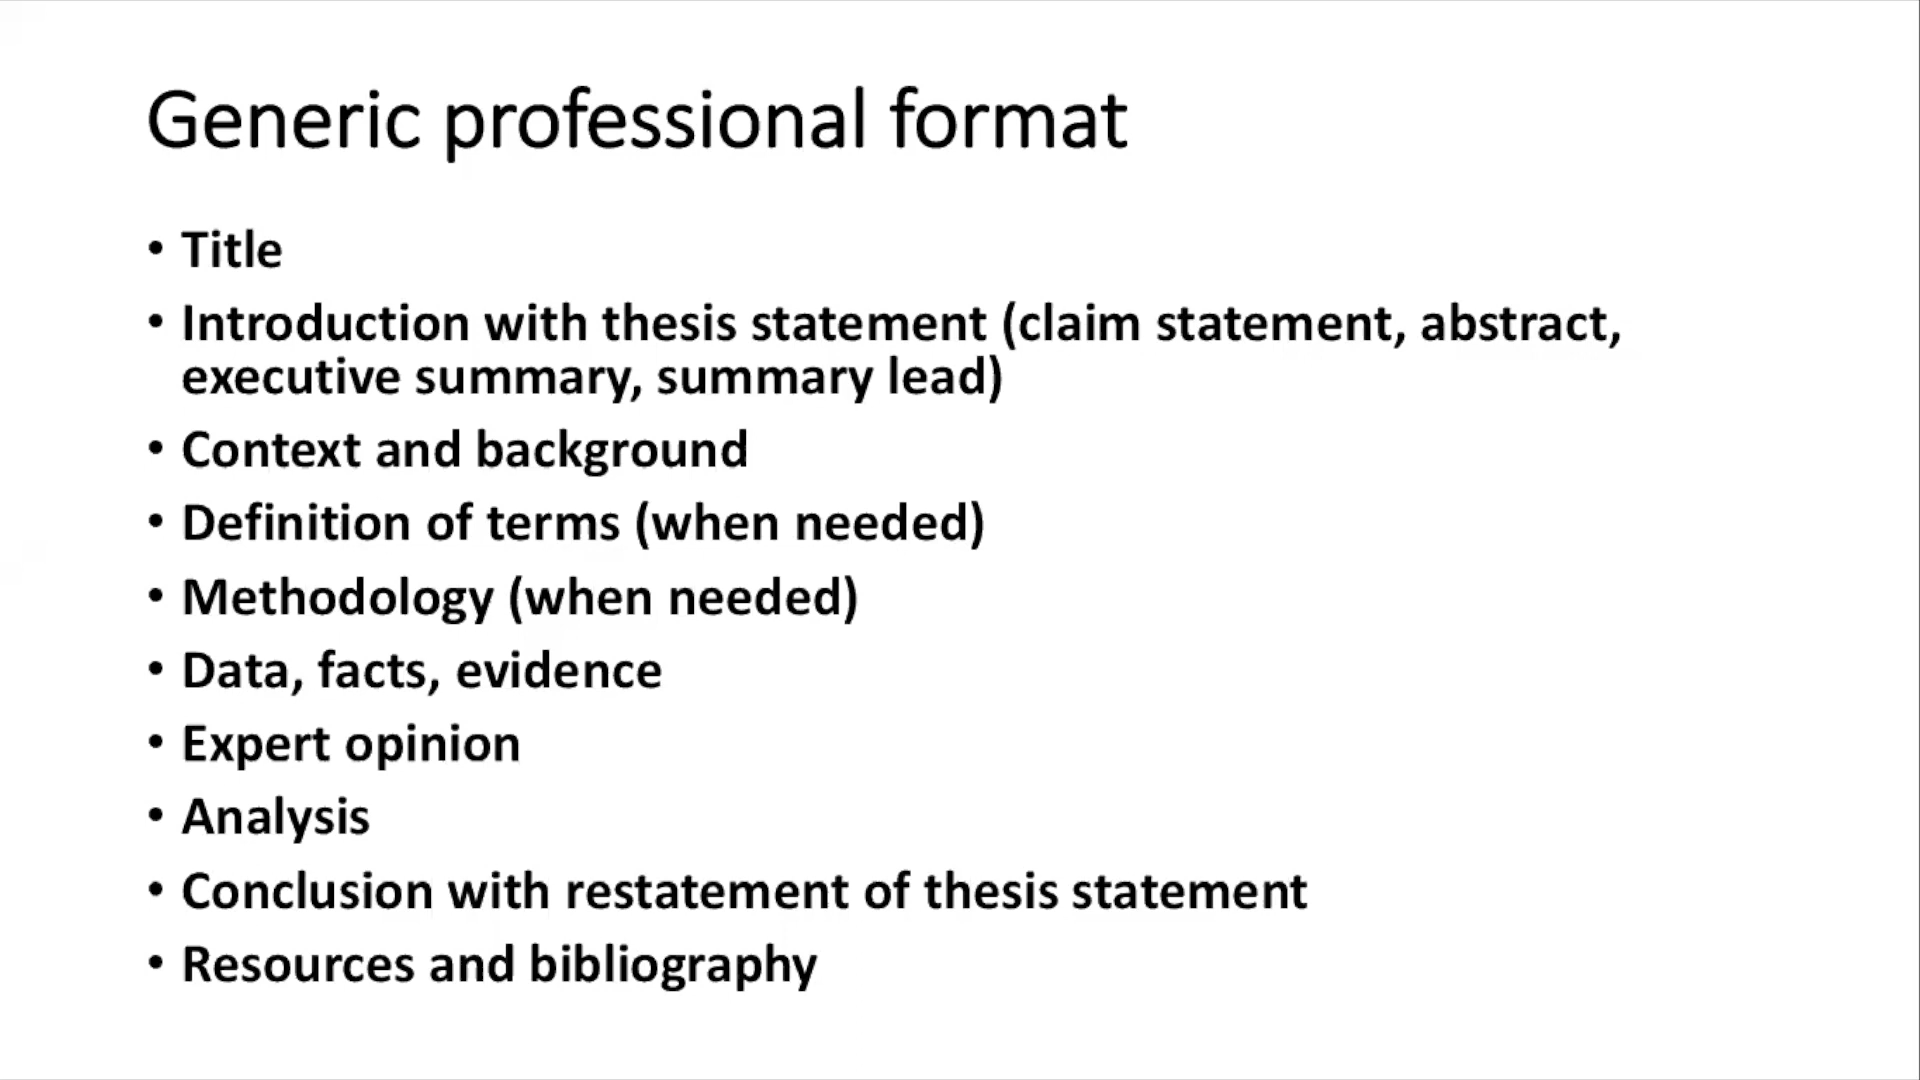 Generic professional format
• Title
• Introduction with thesis statement (claim statement, abstract,
executive summary, summary lead)
• Context and background
• Definition of terms (when needed)
• Methodology (when needed)
• Data, facts, evidence
• Expert opinion
• Analysis
• Conclusion with restatement of thesis statement
• Resources and bibliography